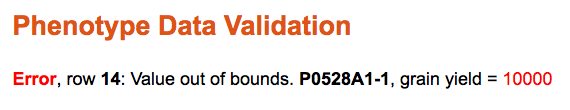 Phenotype Data Validation
Error, row 14: Value out of bounds. P0528A1-1, grain yield = 10000